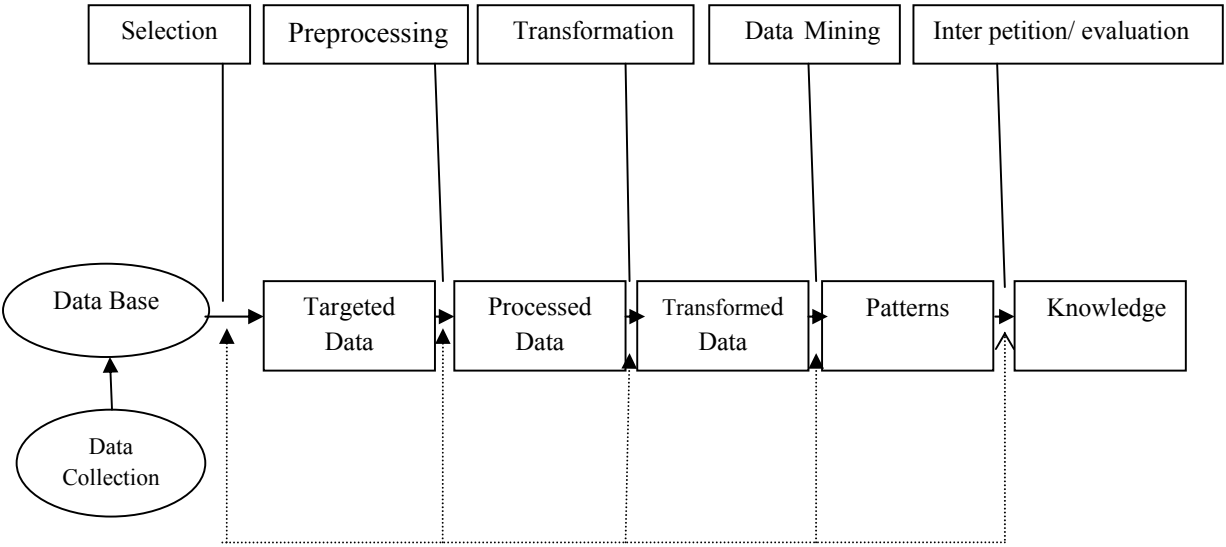 Selection
Preprocessing
Transformation
Data Mining
Inter petition/ evaluation
Data Base
Targeted
Data
Processed
Data
Transformed
Data
Patterns
Knowledge
Data
Collection